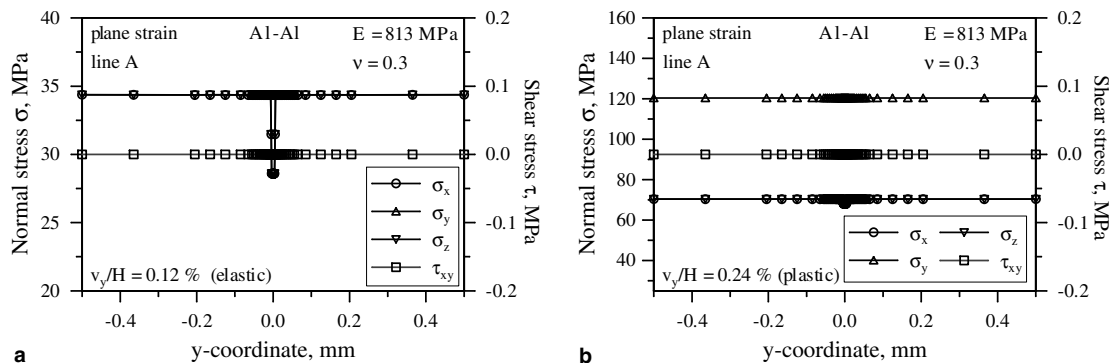 40
35
30
25
20
Normal stress σ, MPa
plane strain
line A
Al-Al
E = 813 MPa
ν = 0.3
σx
σy
σz
τxy
vy/H = 0.12 % (elastic)
0.2
0.1
0.0
-0.1
-0.2
Shear stress τ, MPa
-0.4
-0.2
0.0
0.2
0.4
y-coordinate, mm
a
160
140
120
100
80
60
40
Normal stress σ, MPa
plane strain
line A
Al-Al
E = 813 MPa
ν = 0.3
σx
σz
σy
τxy
vy/H = 0.24 % (plastic)
0.2
0.1
0.0
-0.1
-0.2
Shear stress τ, MPa
-0.4
-0.2
0.0
0.2
0.4
y-coordinate, mm
b